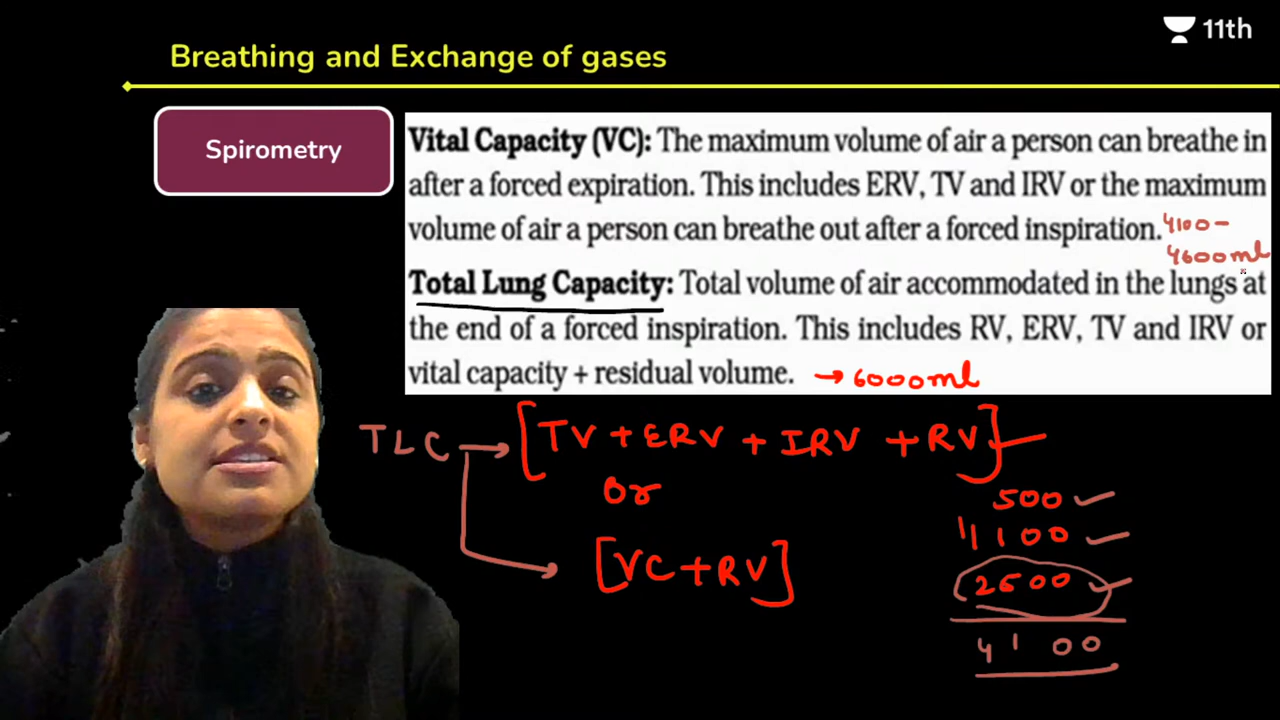 11th
Breathing and Exchange of gases
Spirometry
Vital Capacity (VC): The maximum volume of air a person can breathe in
after a forced expiration. This includes ERV, TV and IRV or the maximum
volume of air a person can breathe out after a forced inspiration. 4100-
4600ml
Total Lung Capacity: Total volume of air accommodated in the lungs at
the end of a forced inspiration. This includes RV, ERV, TV and IRV or
vital capacity + residual volume. → 6000ml
TLC → [TV + ERV + IRV + RV]
Or
[VC + RV]
500
1100
2500
4100